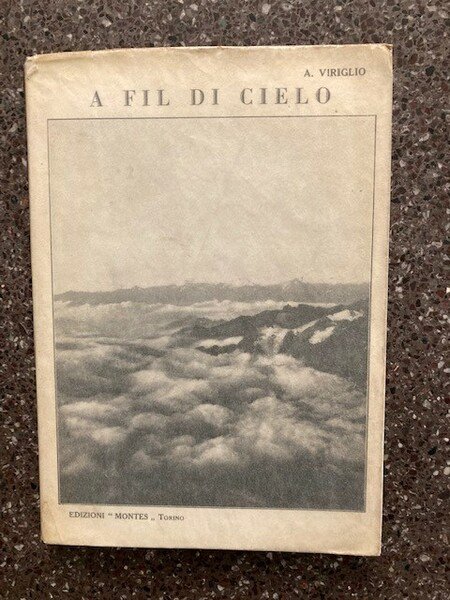 A. VIRIGLIO
A FIL DI CIELO
EDIZIONI “ MONTES „ TORINO